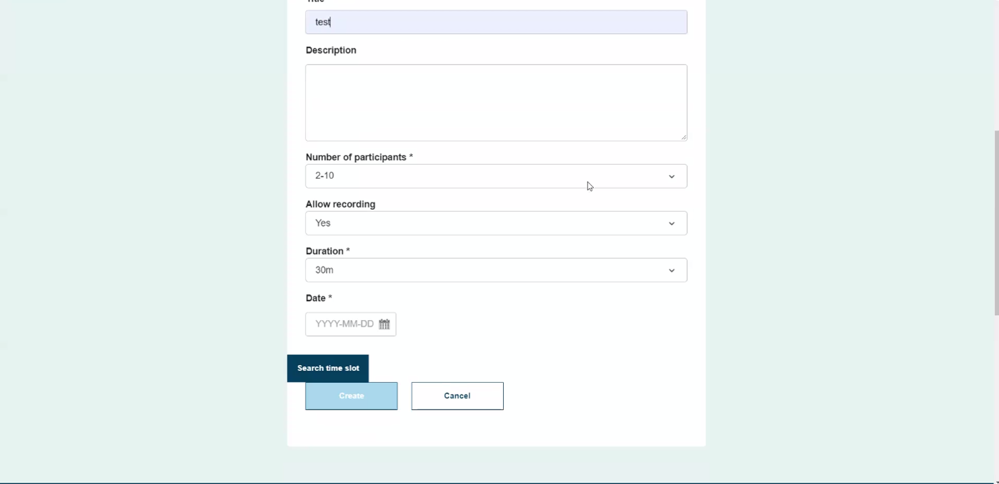 Title
test
Description
Number of participants *
2-10
Allow recording
Yes
Duration *
30m
Date *
YYYY-MM-DD
Search time slot
Create
Cancel